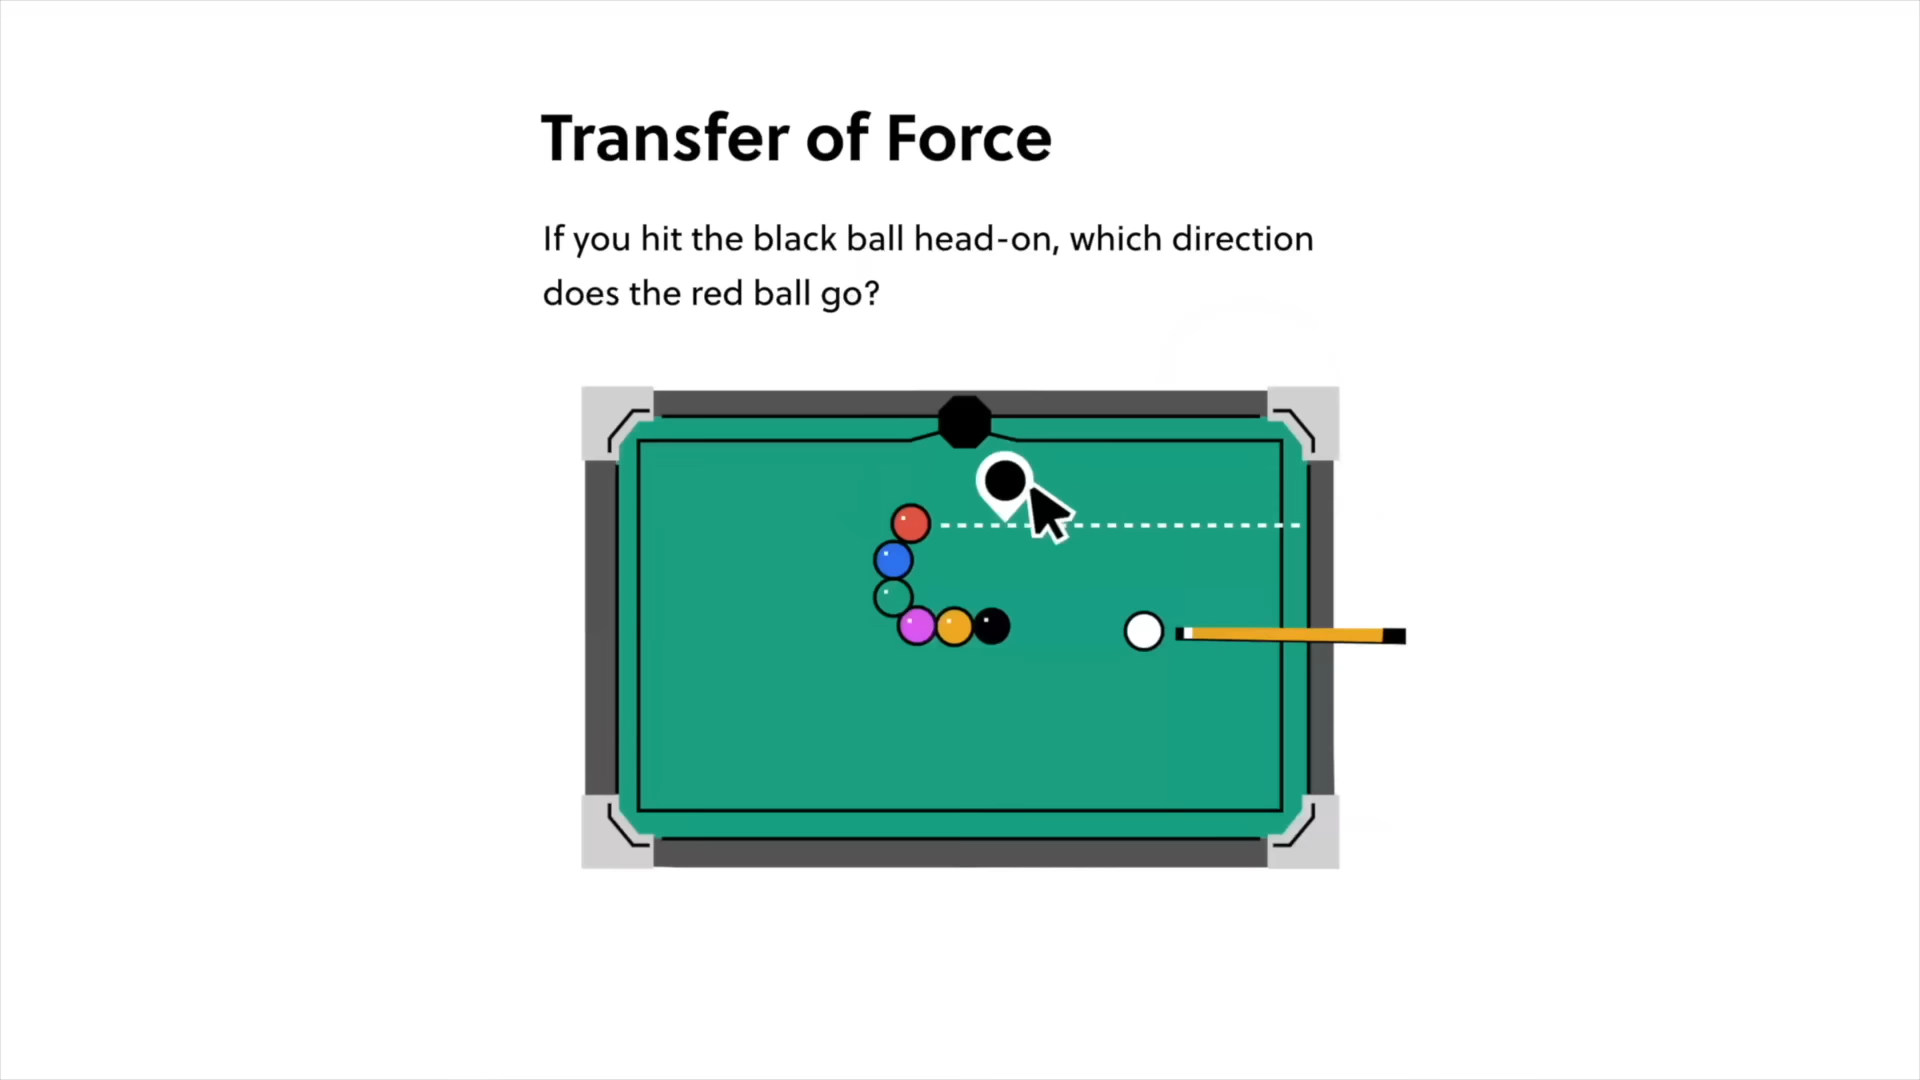 Transfer of Force
If you hit the black ball head-on, which direction
does the red ball go?